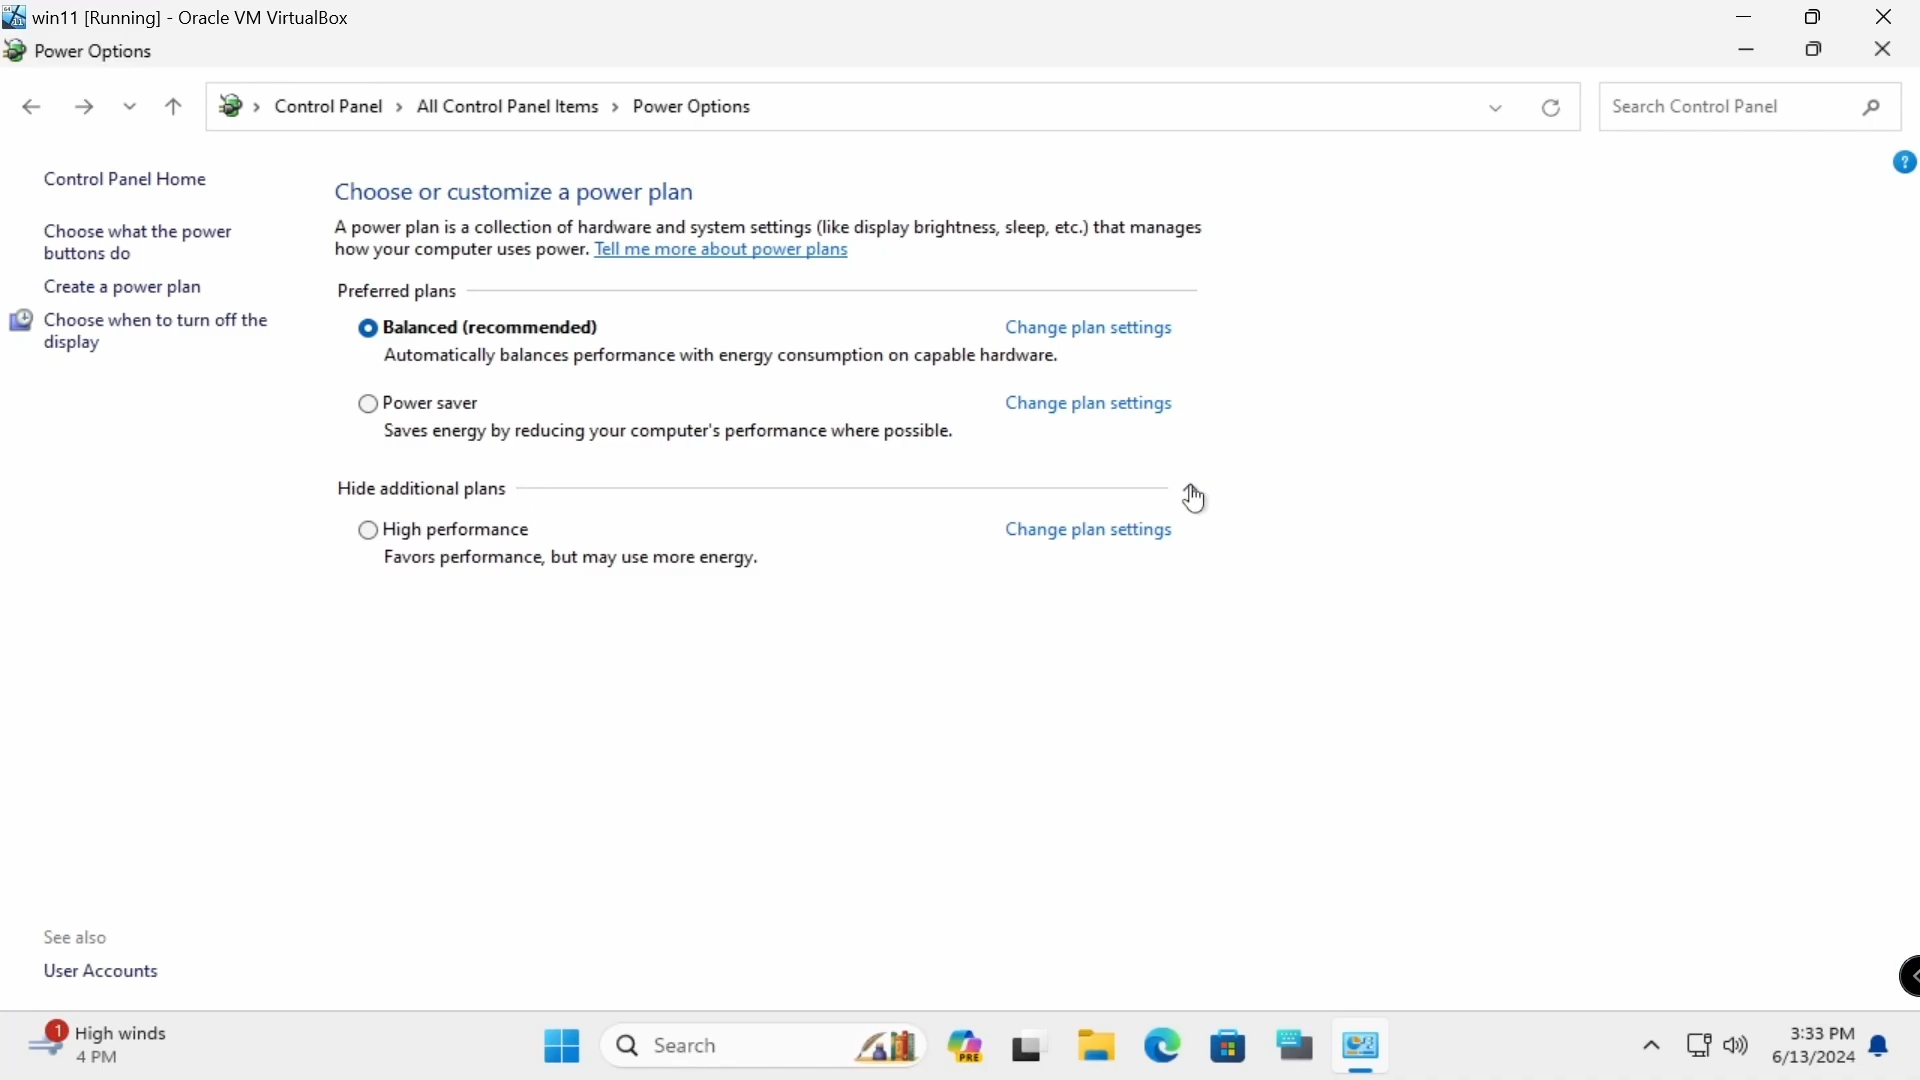 win11 [Running] - Oracle VM VirtualBox
Power Options
Control Panel > All Control Panel Items > Power Options
Search Control Panel
Control Panel Home
Choose what the power
buttons do
Create a power plan
Choose when to turn off the
display
Choose or customize a power plan
A power plan is a collection of hardware and system settings (like display brightness, sleep, etc.) that manages
how your computer uses power. Tell me more about power plans
Preferred plans
Balanced (recommended) Change plan settings
Automatically balances performance with energy consumption on capable hardware.
Power saver Change plan settings
Saves energy by reducing your computer's performance where possible.
Hide additional plans
High performance Change plan settings
Favors performance, but may use more energy.
See also
User Accounts
1
High winds
4 PM
Search
PRE
3:33 PM
6/13/2024